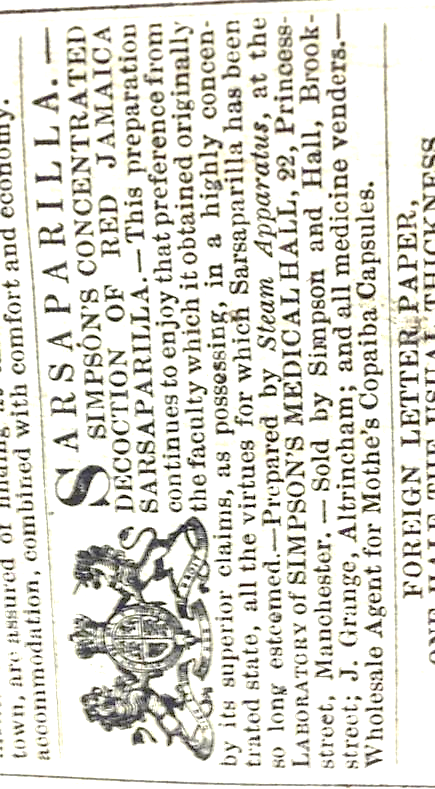 town, are assured of finding
accommodation, combined with comfort and economy.
SARSAPARILLA.—
SIMPSON'S CONCENTRATED
DECOCTION OF RED JAMAICA
SARSAPARILLA.—This preparation
continues to enjoy that preference from
the faculty which it obtained originally
by its superior claims, as possessing, in a highly concen-
trated state, all the virtues for which Sarsaparilla has been
so long esteemed.—Prepared by Steam Apparatus, at the
LABORATORY of SIMPSON'S MEDICAL HALL, 22, Princess-
street, Manchester.—Sold by Simpson and Hall, Brook-
street; J. Grange, Altrincham; and all medicine venders.—
Wholesale Agent for Mothe's Copaiba Capsules.
FOREIGN LETTER PAPER,
ONE HALF THE USUAL THICKNESS